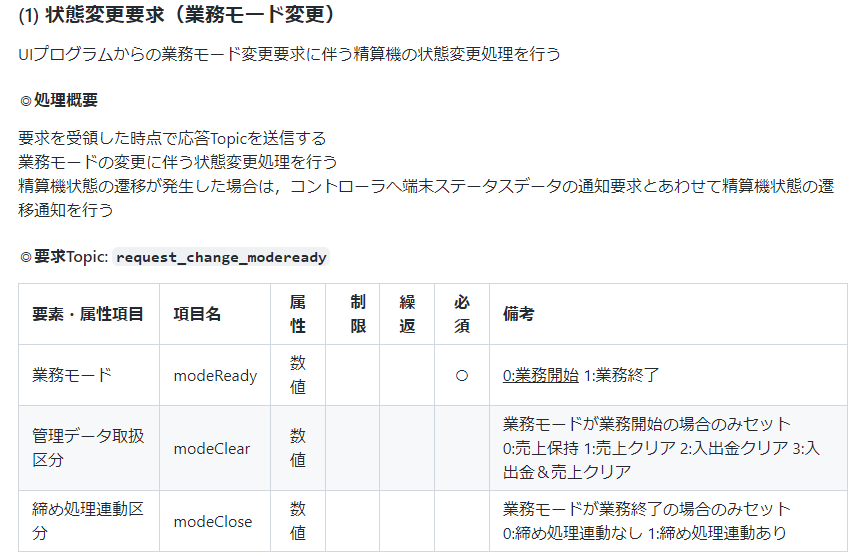 (1) 状態変更要求（業務モード変更）
UIプログラムからの業務モード変更要求に伴う精算機の状態変更処理を行う
◎処理概要
要求を受領した時点で応答Topicを送信する
業務モードの変更に伴う状態変更処理を行う
精算機状態の遷移が発生した場合は，コントローラへ端末ステータスデータの通知要求とあわせて精算機状態の遷
移通知を行う
◎要求Topic: request_change_modeready
要素・属性項目 項目名 属性 制限 繰返 必須 備考
業務モード modeReady 数値 ○ 0:業務開始 1:業務終了
管理データ取扱区分 modeClear 数値 業務モードが業務開始の場合のみセット
0:売上保持 1:売上クリア 2:入出金クリア 3:入
出金＆売上クリア
締め処理連動区分 modeClose 数値 業務モードが業務終了の場合のみセット
0:締め処理連動なし 1:締め処理連動あり